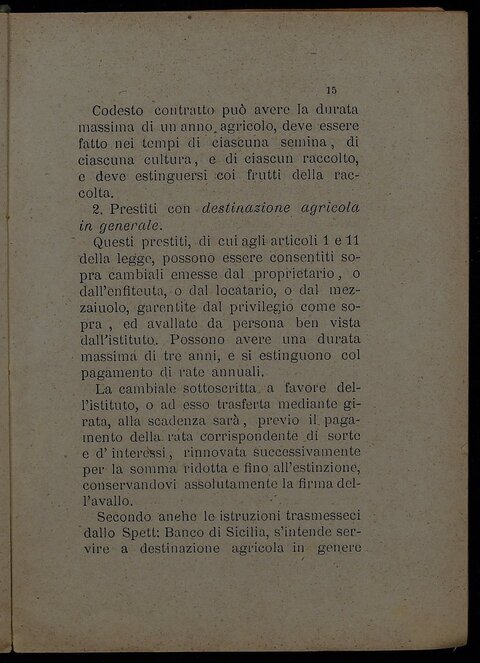 15
Codesto contratto può avere la durata
massima di un anno agricolo, deve essere
fatto nei tempi di ciascuna semina, di
ciascuna cultura, e di ciascun raccolto,
e deve estinguersi coi frutti della rac-
colta.
2. Prestiti con destinazione agricola
in generale.
Questi prestiti, di cui agli articoli 1 e 11
della legge, possono essere consentiti so-
pra cambiali emesse dal proprietario, o
dall'enfiteuta, o dal locatario, o dal mez-
zaiuolo, garentite dal privilegio come so-
pra, ed avallate da persona ben vista
dall'istituto. Possono avere una durata
massima di tre anni, e si estinguono col
pagamento di rate annuali.
La cambiale sottoscritta a favore del-
l'istituto, o ad esso trasferta mediante gi-
rata, alla scadenza sarà, previo il paga-
mento della rata corrispondente di sorte
e d'interessi, rinnovata successivamente
per la somma ridotta e fino all'estinzione,
conservandovi assolutamente la firma del-
l'avallo.
Secondo anche le istruzioni trasmesseci
dallo Spett: Banco di Sicilia, s'intende ser-
vire a destinazione agricola in genere